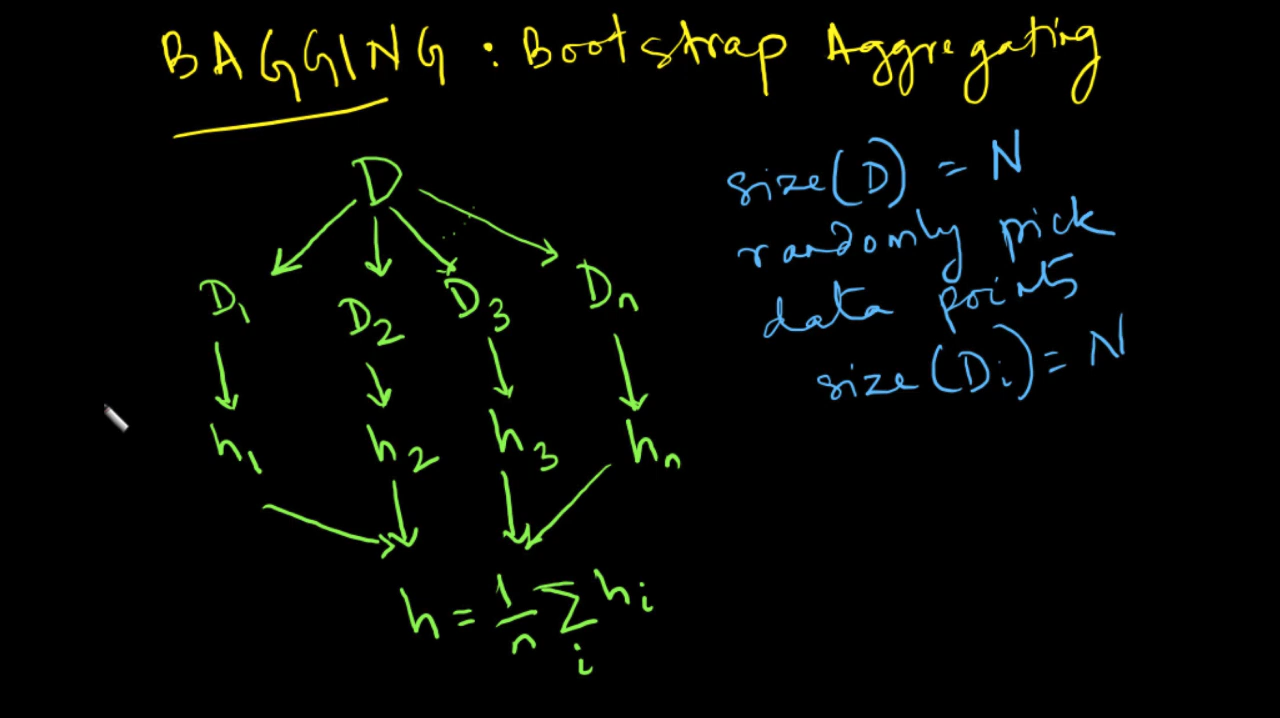 BAGGING : Bootstrap Aggregating
D
size(D) = N
randomly pick
data points
size(Di) = N
D1 D2 D3 Dn
h1 h2 h3 hn
h = 1/n Σi hi